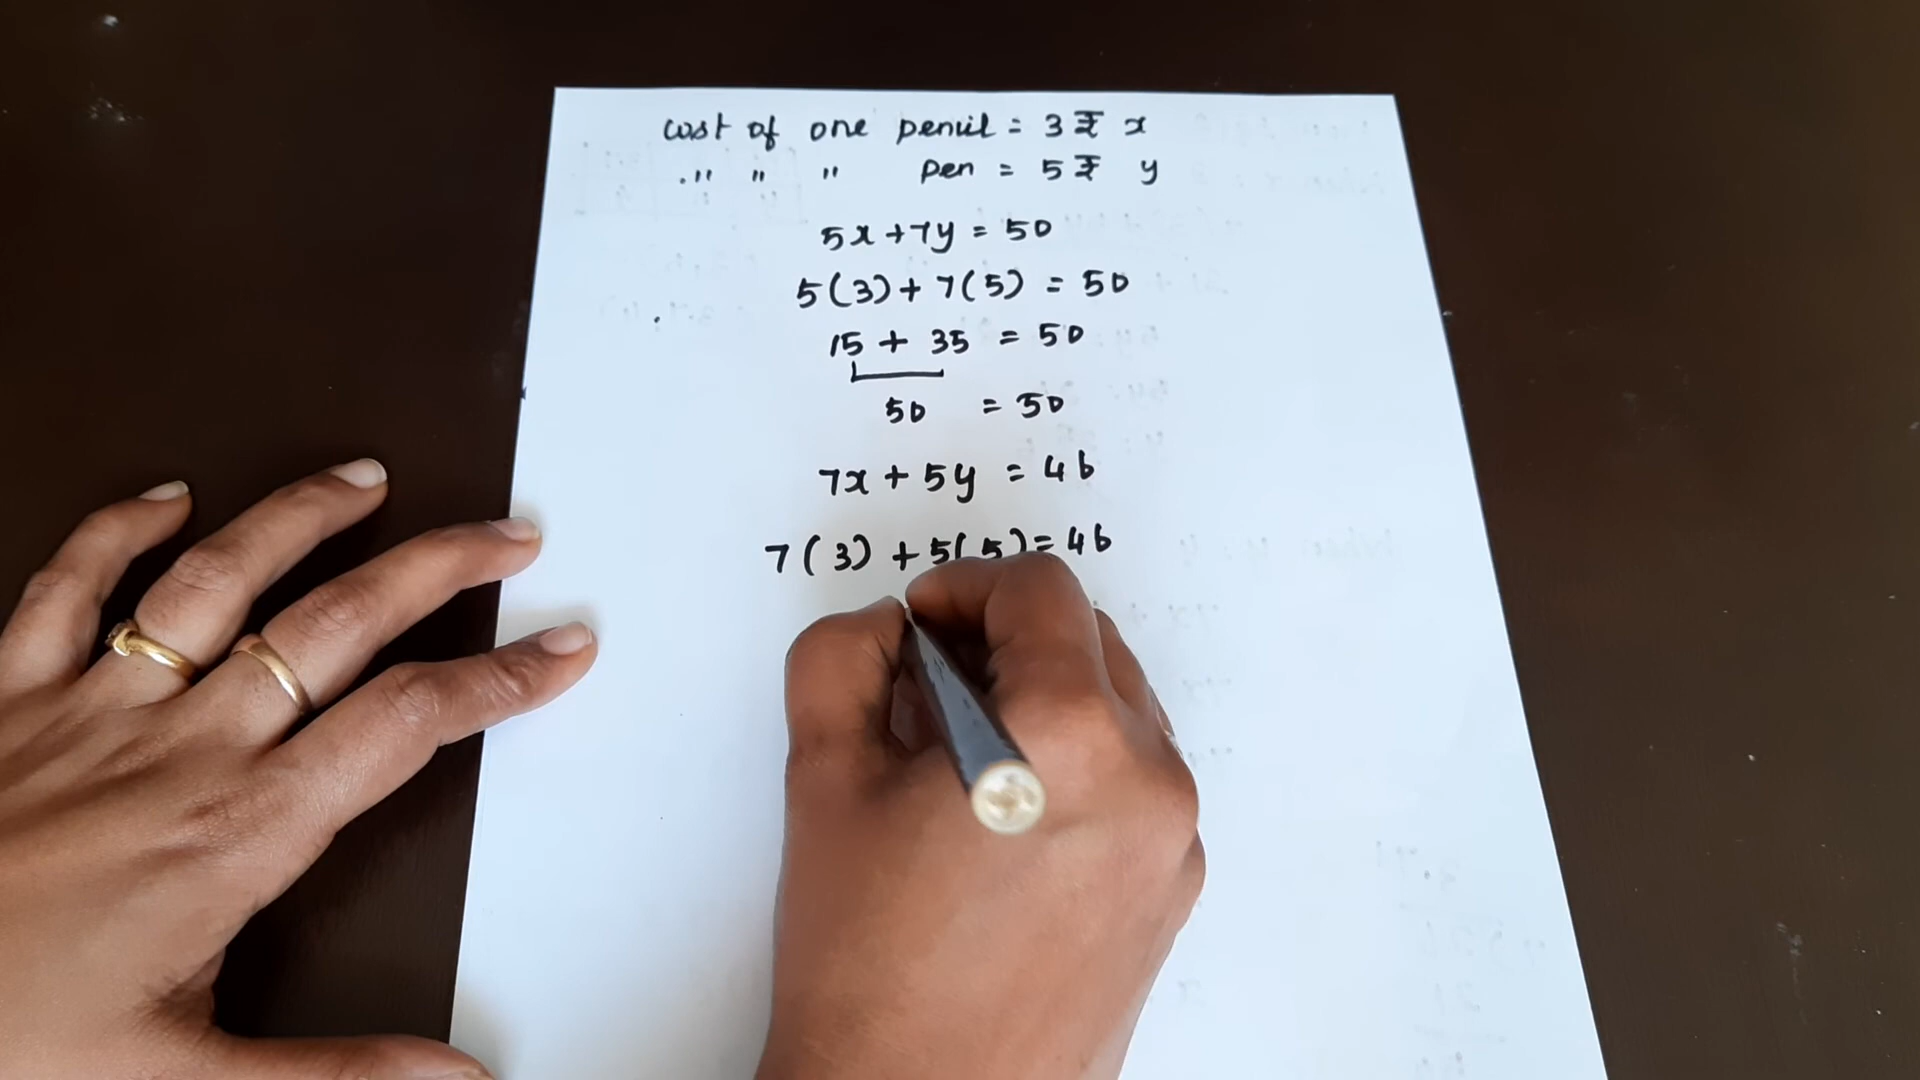 cost of one pencil = 3 ₹ x
" " " pen = 5 ₹ y
5x + 7y = 50
5(3) + 7(5) = 50
15 + 35 = 50
50 = 50
7x + 5y = 46
7(3) + 5(5) = 46